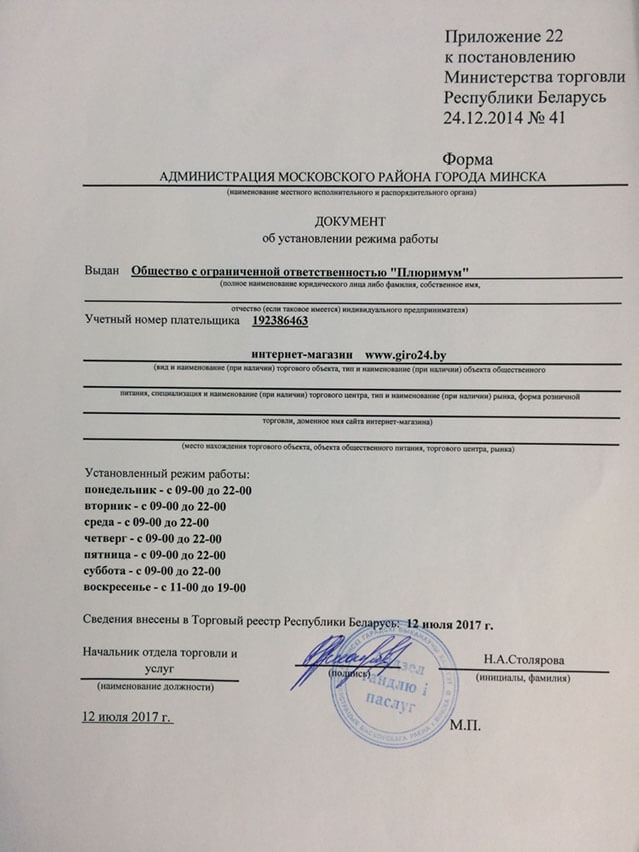 Приложение 22
к постановлению
Министерства торговли
Республики Беларусь
24.12.2014 № 41
Форма
АДМИНИСТРАЦИЯ МОСКОВСКОГО РАЙОНА ГОРОДА МИНСКА
(наименование местного исполнительного и распорядительного органа)
ДОКУМЕНТ
об установлении режима работы
Выдан Общество с ограниченной ответственностью "Плюримум"
(полное наименование юридического лица либо фамилия, собственное имя,
отчество (если таковое имеется) индивидуального предпринимателя)
Учетный номер плательщика 192386463
интернет-магазин www.giro24.by
(вид и наименование (при наличии) торгового объекта, тип и наименование (при наличии) объекта общественного
питания, специализация и наименование (при наличии) торгового центра, тип и наименование (при наличии) рынка, форма розничной
торговли, доменное имя сайта интернет-магазина)
(место нахождения торгового объекта, объекта общественного питания, торгового центра, рынка)
Установленный режим работы:
понедельник - с 09-00 до 22-00
вторник - с 09-00 до 22-00
среда - с 09-00 до 22-00
четверг - с 09-00 до 22-00
пятница - с 09-00 до 22-00
суббота - с 09-00 до 22-00
воскресенье - с 11-00 до 19-00
Сведения внесены в Торговый реестр Республики Беларусь: 12 июля 2017 г.
Начальник отдела торговли и
услуг
(наименование должности)
(подпись)
Н.А.Столярова
(инициалы, фамилия)
гандлю і
паслуг
12 июля 2017 г.
М.П.